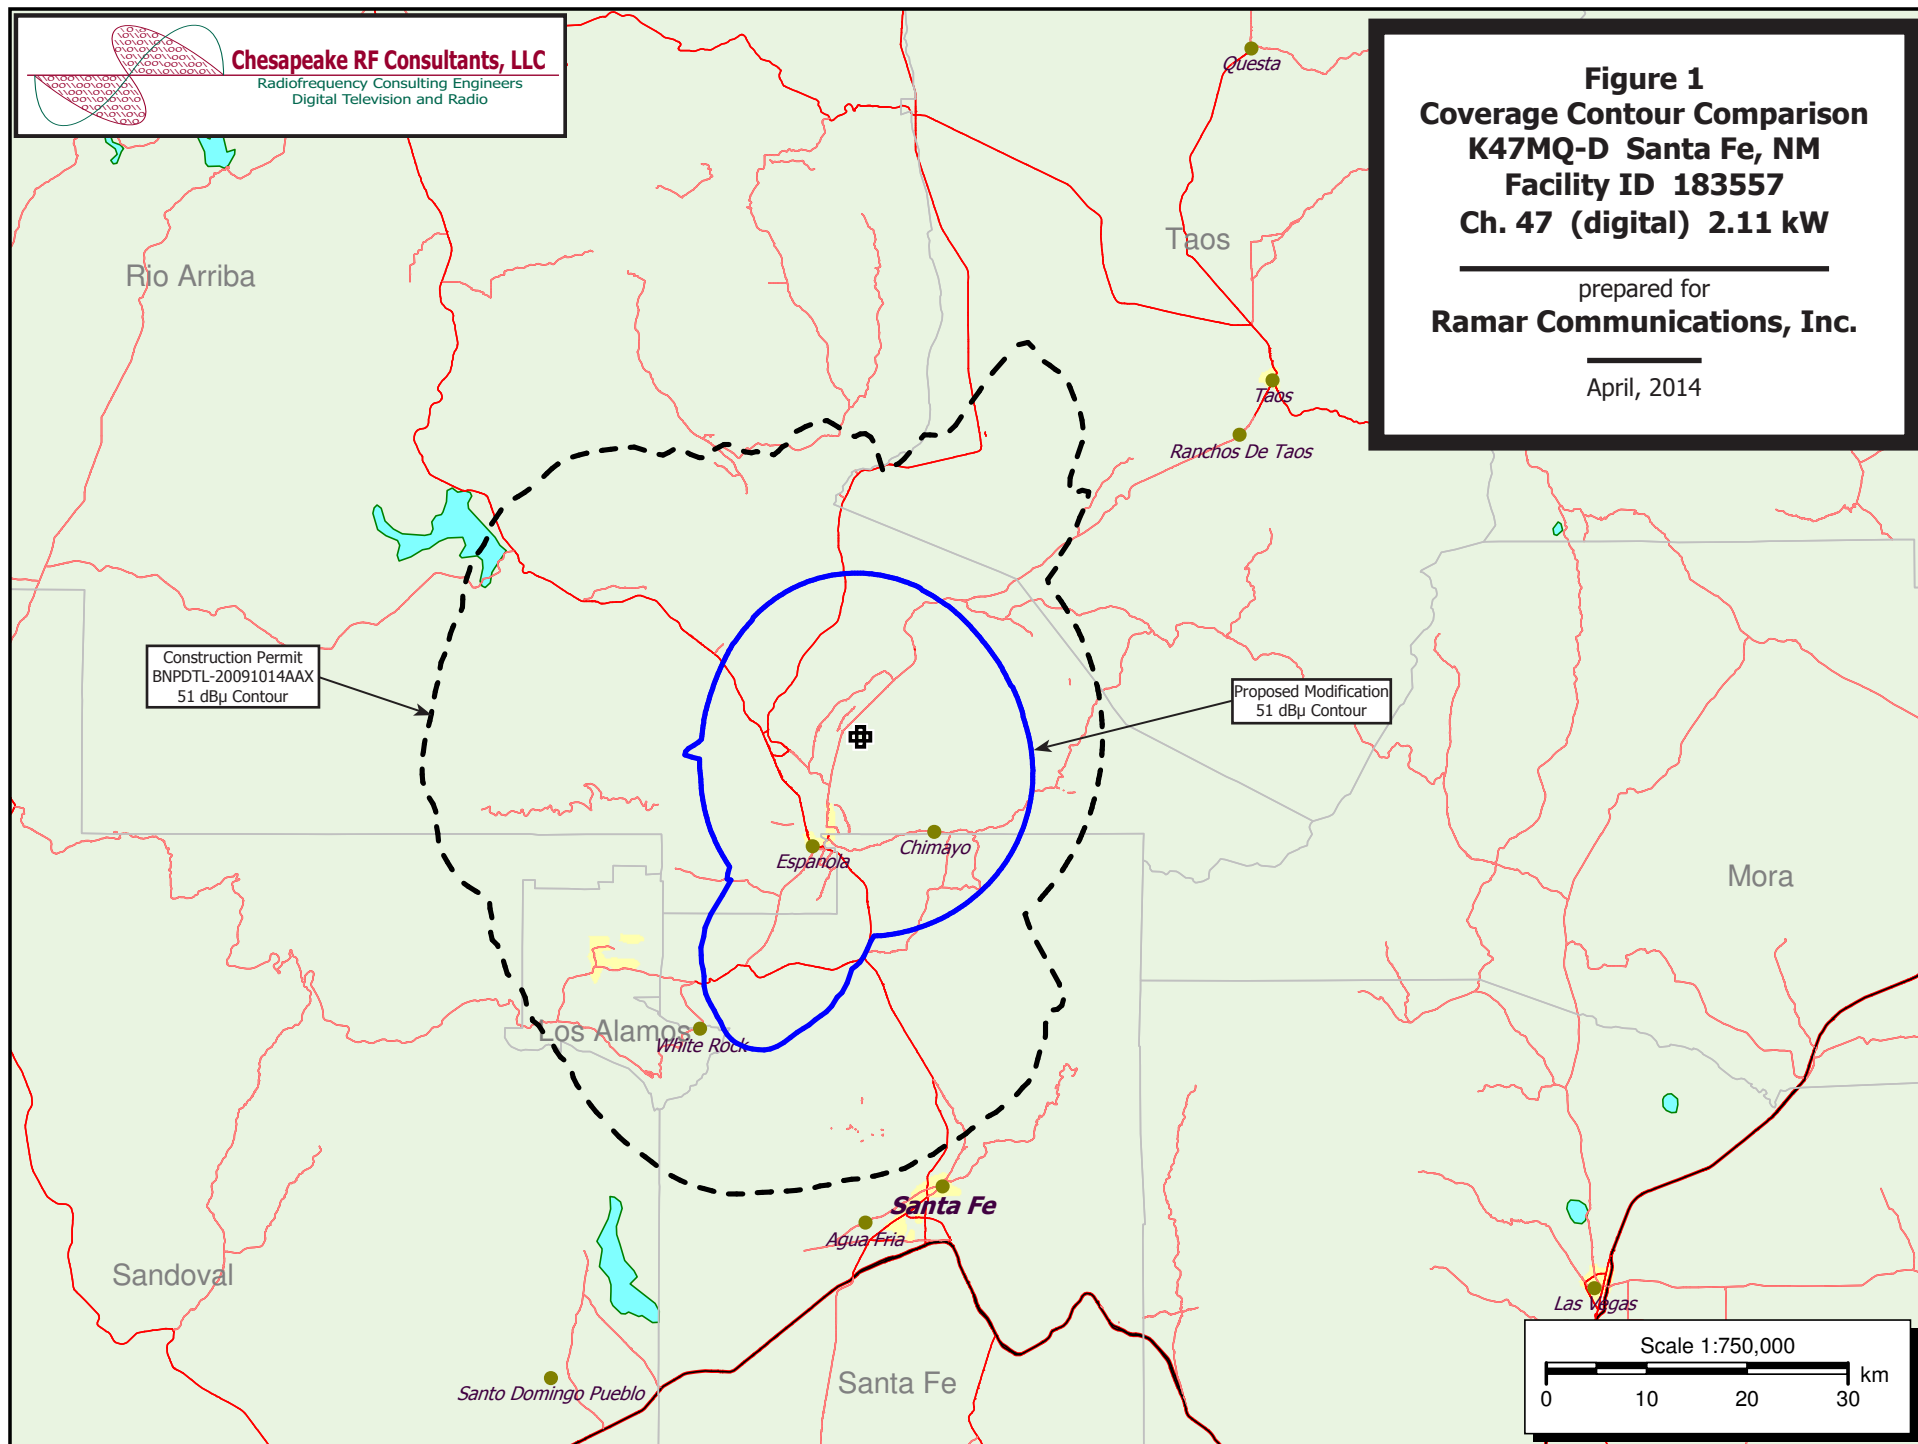 Chesapeake RF Consultants, LLC
Radiofrequency Consulting Engineers
Digital Television and Radio
Figure 1
Coverage Contour Comparison
K47MQ-D Santa Fe, NM
Facility ID 183557
Ch. 47 (digital) 2.11 kW
prepared for
Ramar Communications, Inc.
April, 2014
Questa
Taos
Rio Arriba
Taos
Ranchos De Taos
Construction Permit
BNPDTL-20091014AAX
51 dBµ Contour
Proposed Modification
51 dBµ Contour
Espanola
Chimayo
Mora
Los Alamos
White Rock
Santa Fe
Agua Fria
Sandoval
Las Vegas
Santo Domingo Pueblo
Santa Fe
Scale 1:750,000
km
0 10 20 30